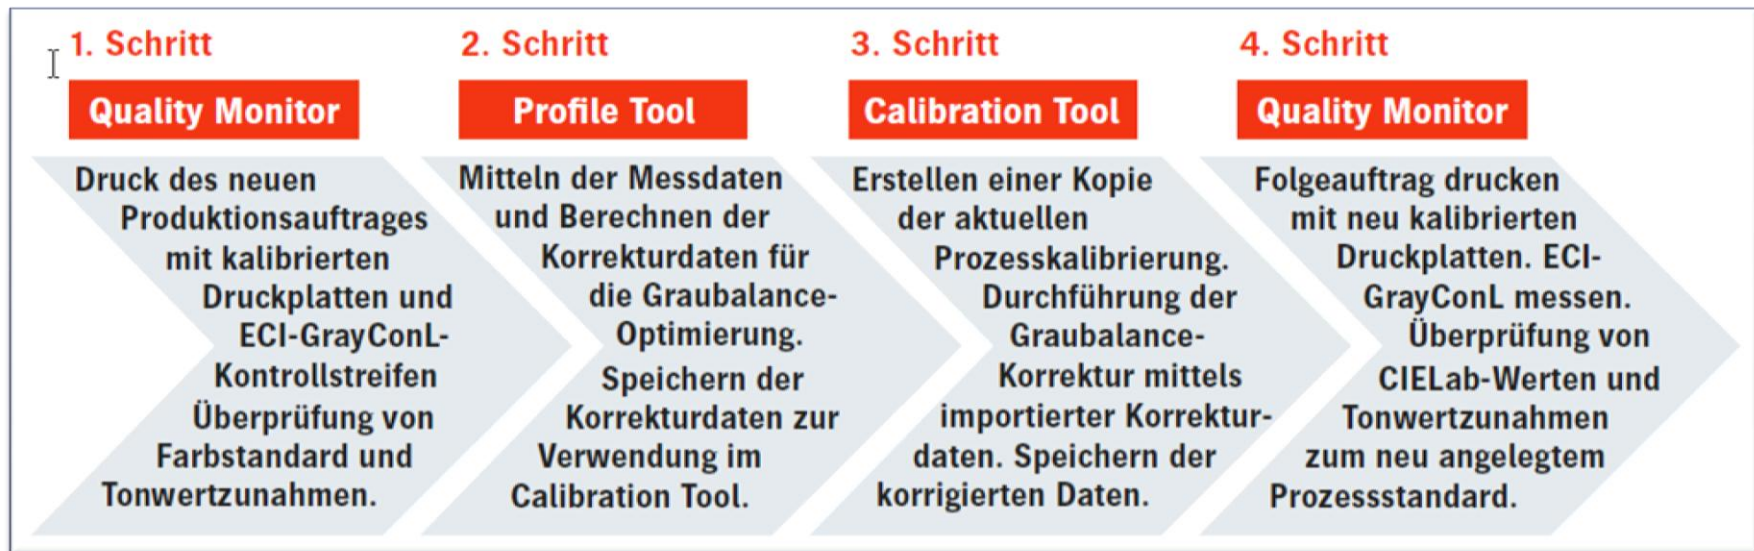 1. Schritt
Quality Monitor
Druck des neuen
Produktionsauftrages
mit kalibrierten
Druckplatten und
ECI-GrayConL-
Kontrollstreifen
Überprüfung von
Farbstandard und
Tonwertzunahmen.
2. Schritt
Profile Tool
Mitteln der Messdaten
und Berechnen der
Korrekturdaten für
die Graubalance-
Optimierung.
Speichern der
Korrekturdaten zur
Verwendung im
Calibration Tool.
3. Schritt
Calibration Tool
Erstellen einer Kopie
der aktuellen
Prozesskalibrierung.
Durchführung der
Graubalance-
Korrektur mittels
importierter Korrektur-
daten. Speichern der
korrigierten Daten.
4. Schritt
Quality Monitor
Folgeauftrag drucken
mit neu kalibrierten
Druckplatten. ECI-
GrayConL messen.
Überprüfung von
CIELab-Werten und
Tonwertzunahmen
zum neu angelegtem
Prozessstandard.